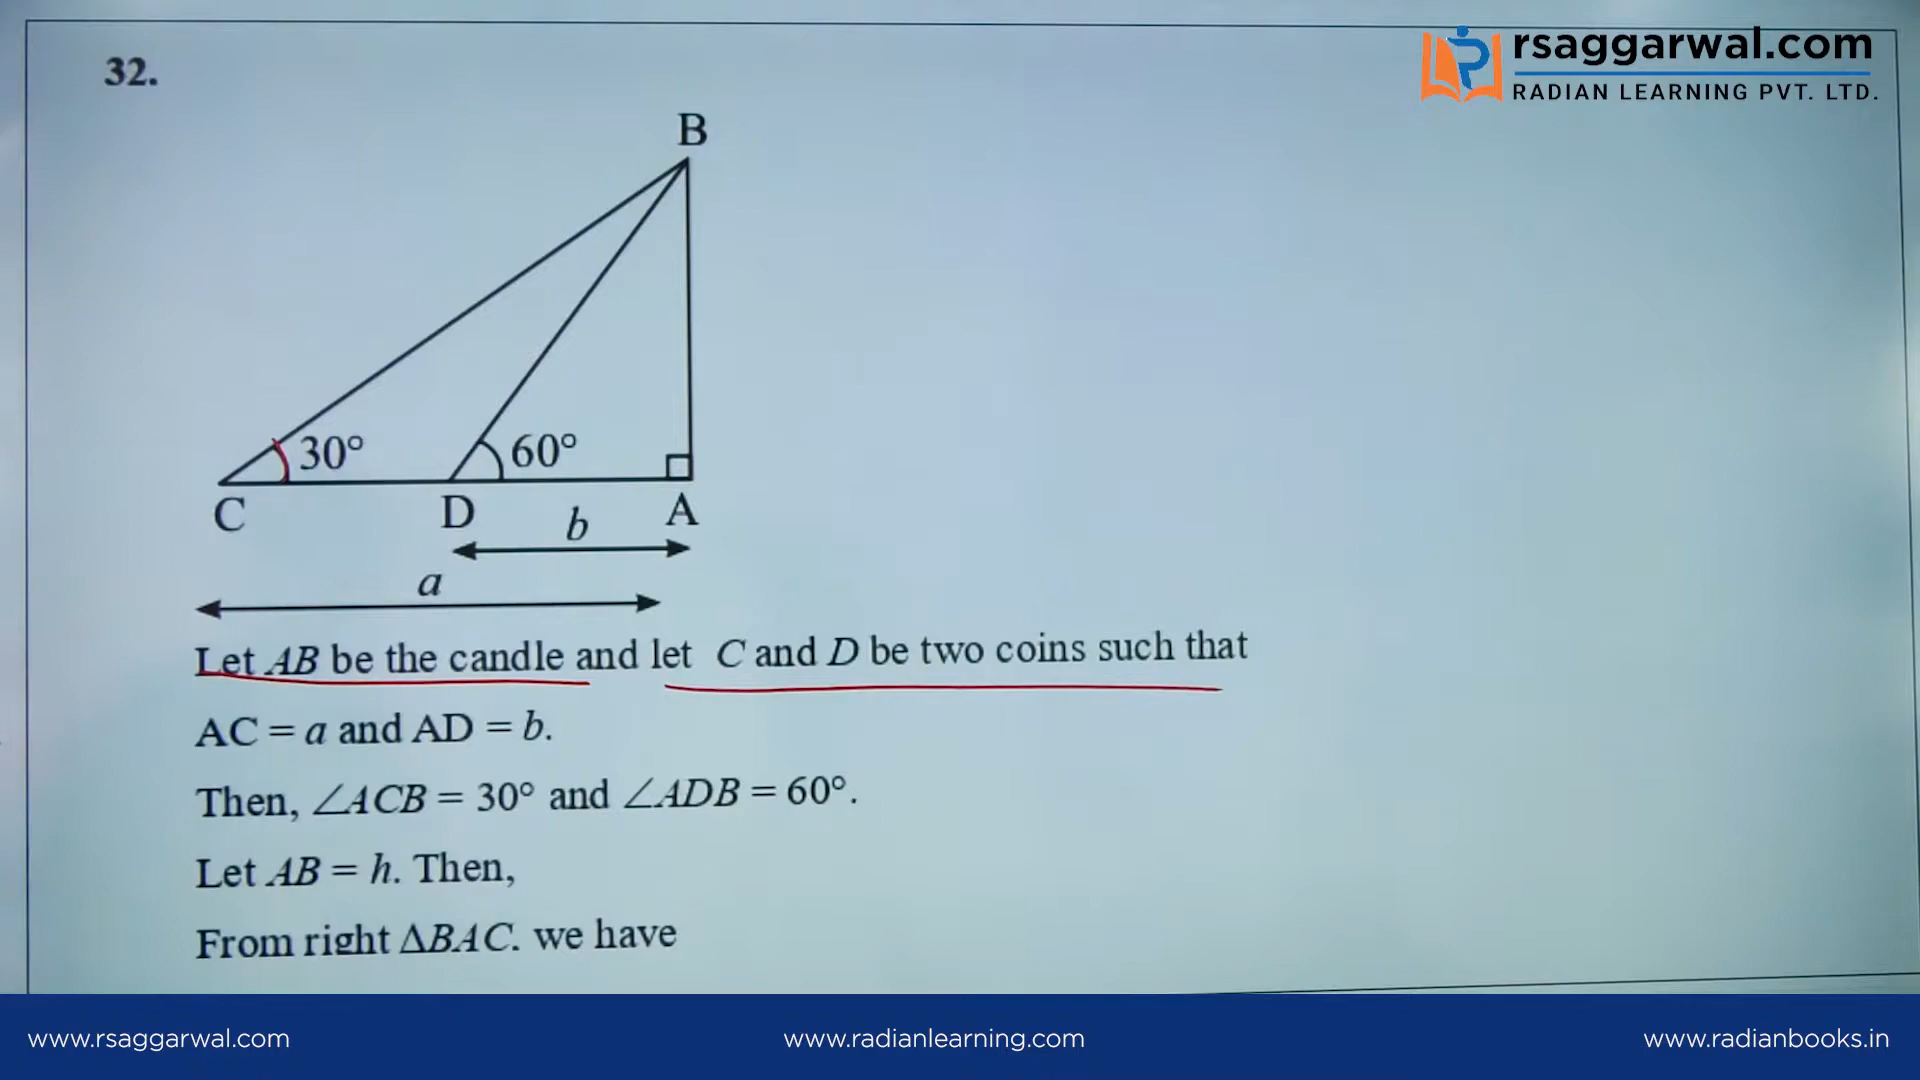 rsaggarwal.com
RADIAN LEARNING PVT. LTD.
32.
B
30°
60°
C
D
A
b
a
Let AB be the candle and let C and D be two coins such that
AC = a and AD = b.
Then, ∠ACB = 30° and ∠ADB = 60°.
Let AB = h. Then,
From right ΔBAC. we have
www.rsaggarwal.com
www.radianlearning.com
www.radianbooks.in